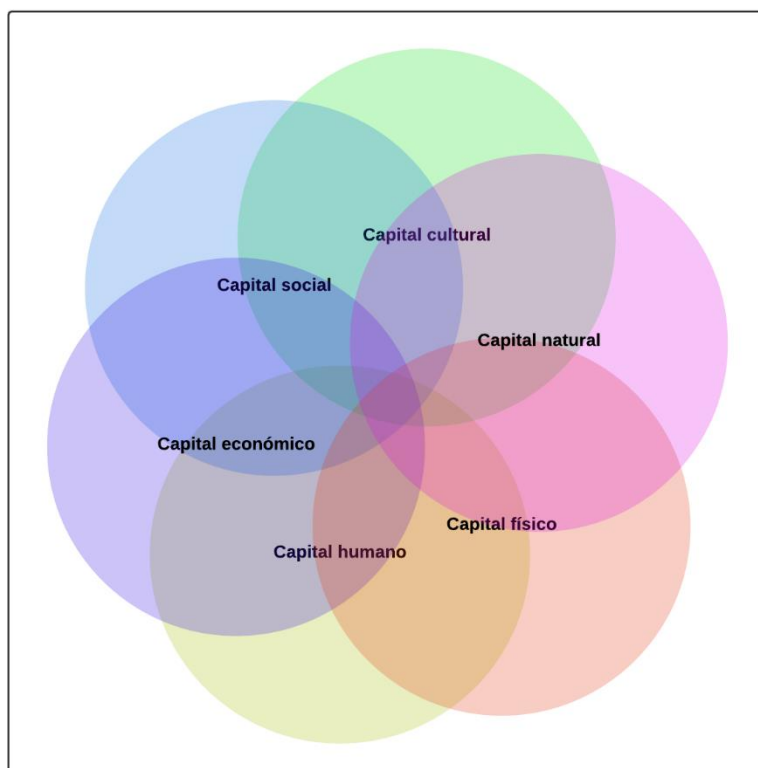 Capital cultural
Capital social
Capital natural
Capital económico
Capital físico
Capital humano